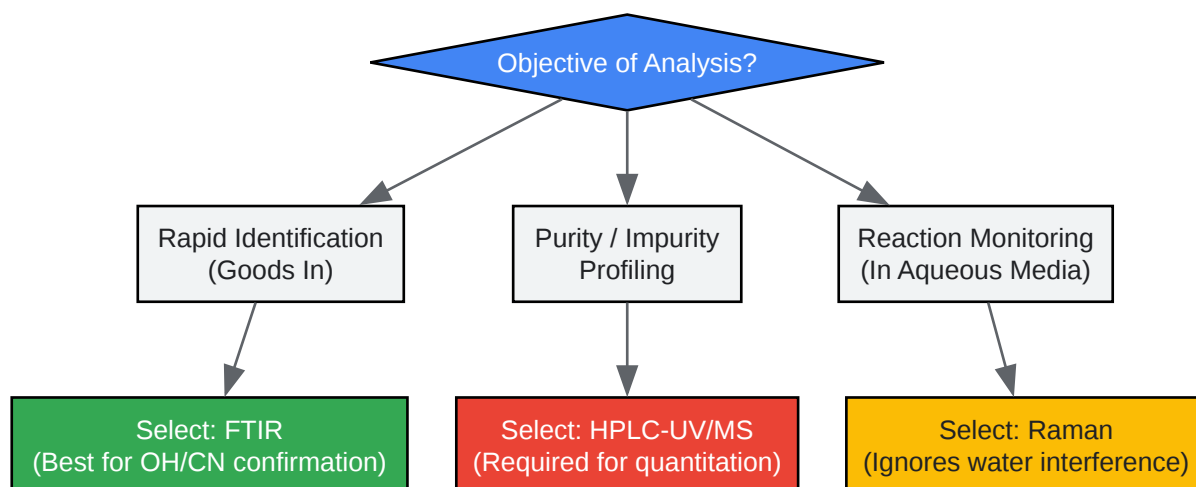 Objective of Analysis?
Rapid Identification
(Goods In)
Purity / Impurity
Profiling
Reaction Monitoring
(In Aqueous Media)
Select: FTIR
(Best for OH/CN confirmation)
Select: HPLC-UV/MS
(Required for quantitation)
Select: Raman
(Ignores water interference)